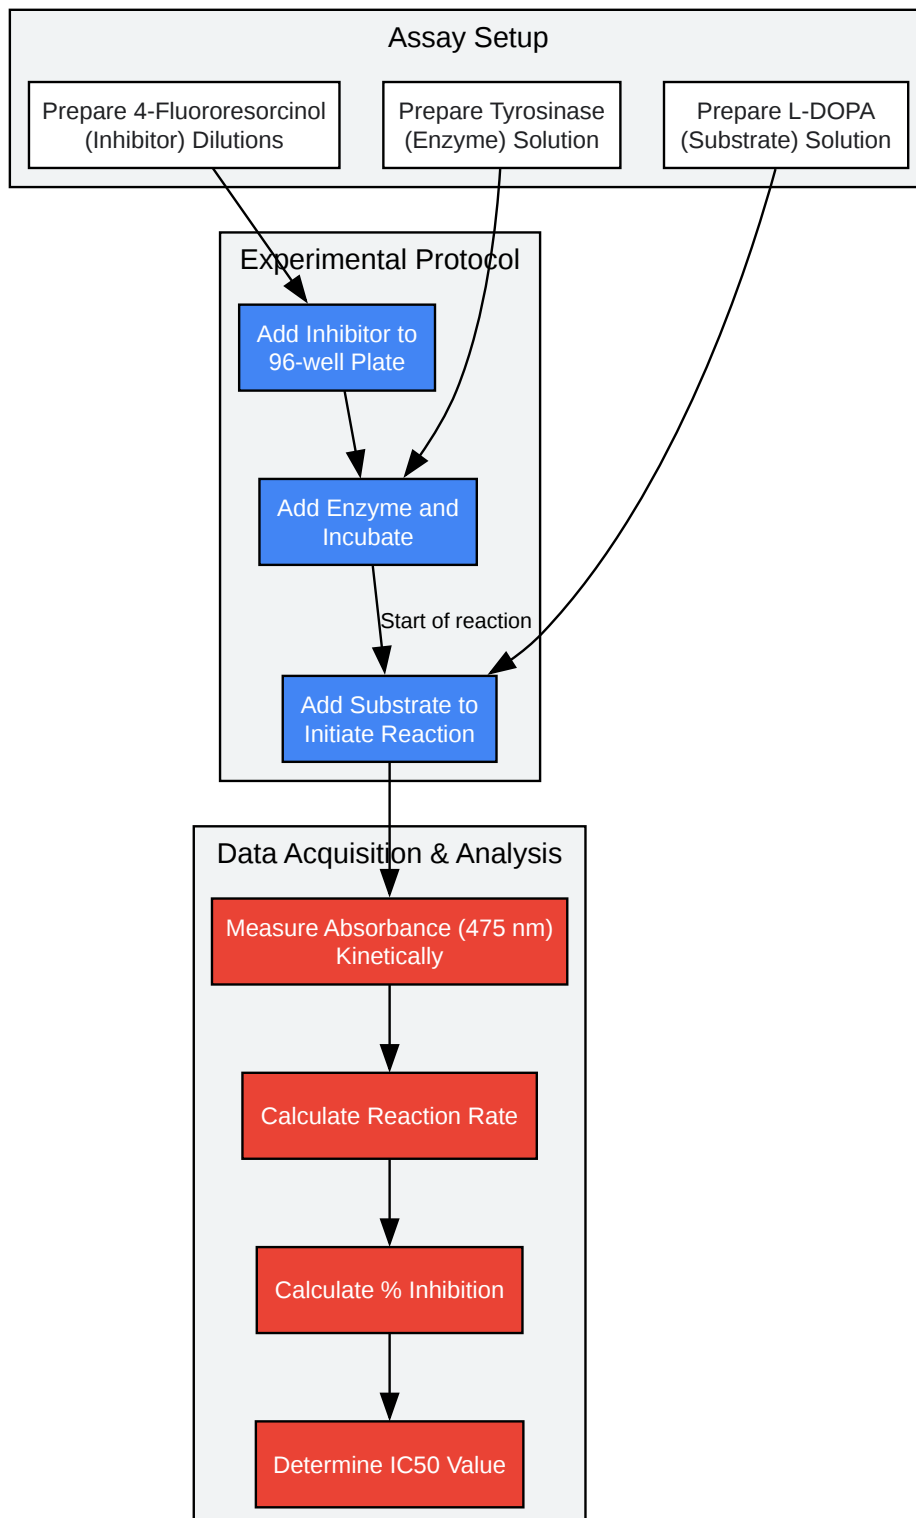 Assay Setup
Prepare 4-Fluororesorcinol
(Inhibitor) Dilutions
Prepare Tyrosinase
(Enzyme) Solution
Prepare L-DOPA
(Substrate) Solution
Experimental Protocol
Add Inhibitor to
96-well Plate
Add Enzyme and
Incubate
Start of reaction
Add Substrate to
Initiate Reaction
Data Acquisition & Analysis
Measure Absorbance (475 nm)
Kinetically
Calculate Reaction Rate
Calculate % Inhibition
Determine IC50 Value